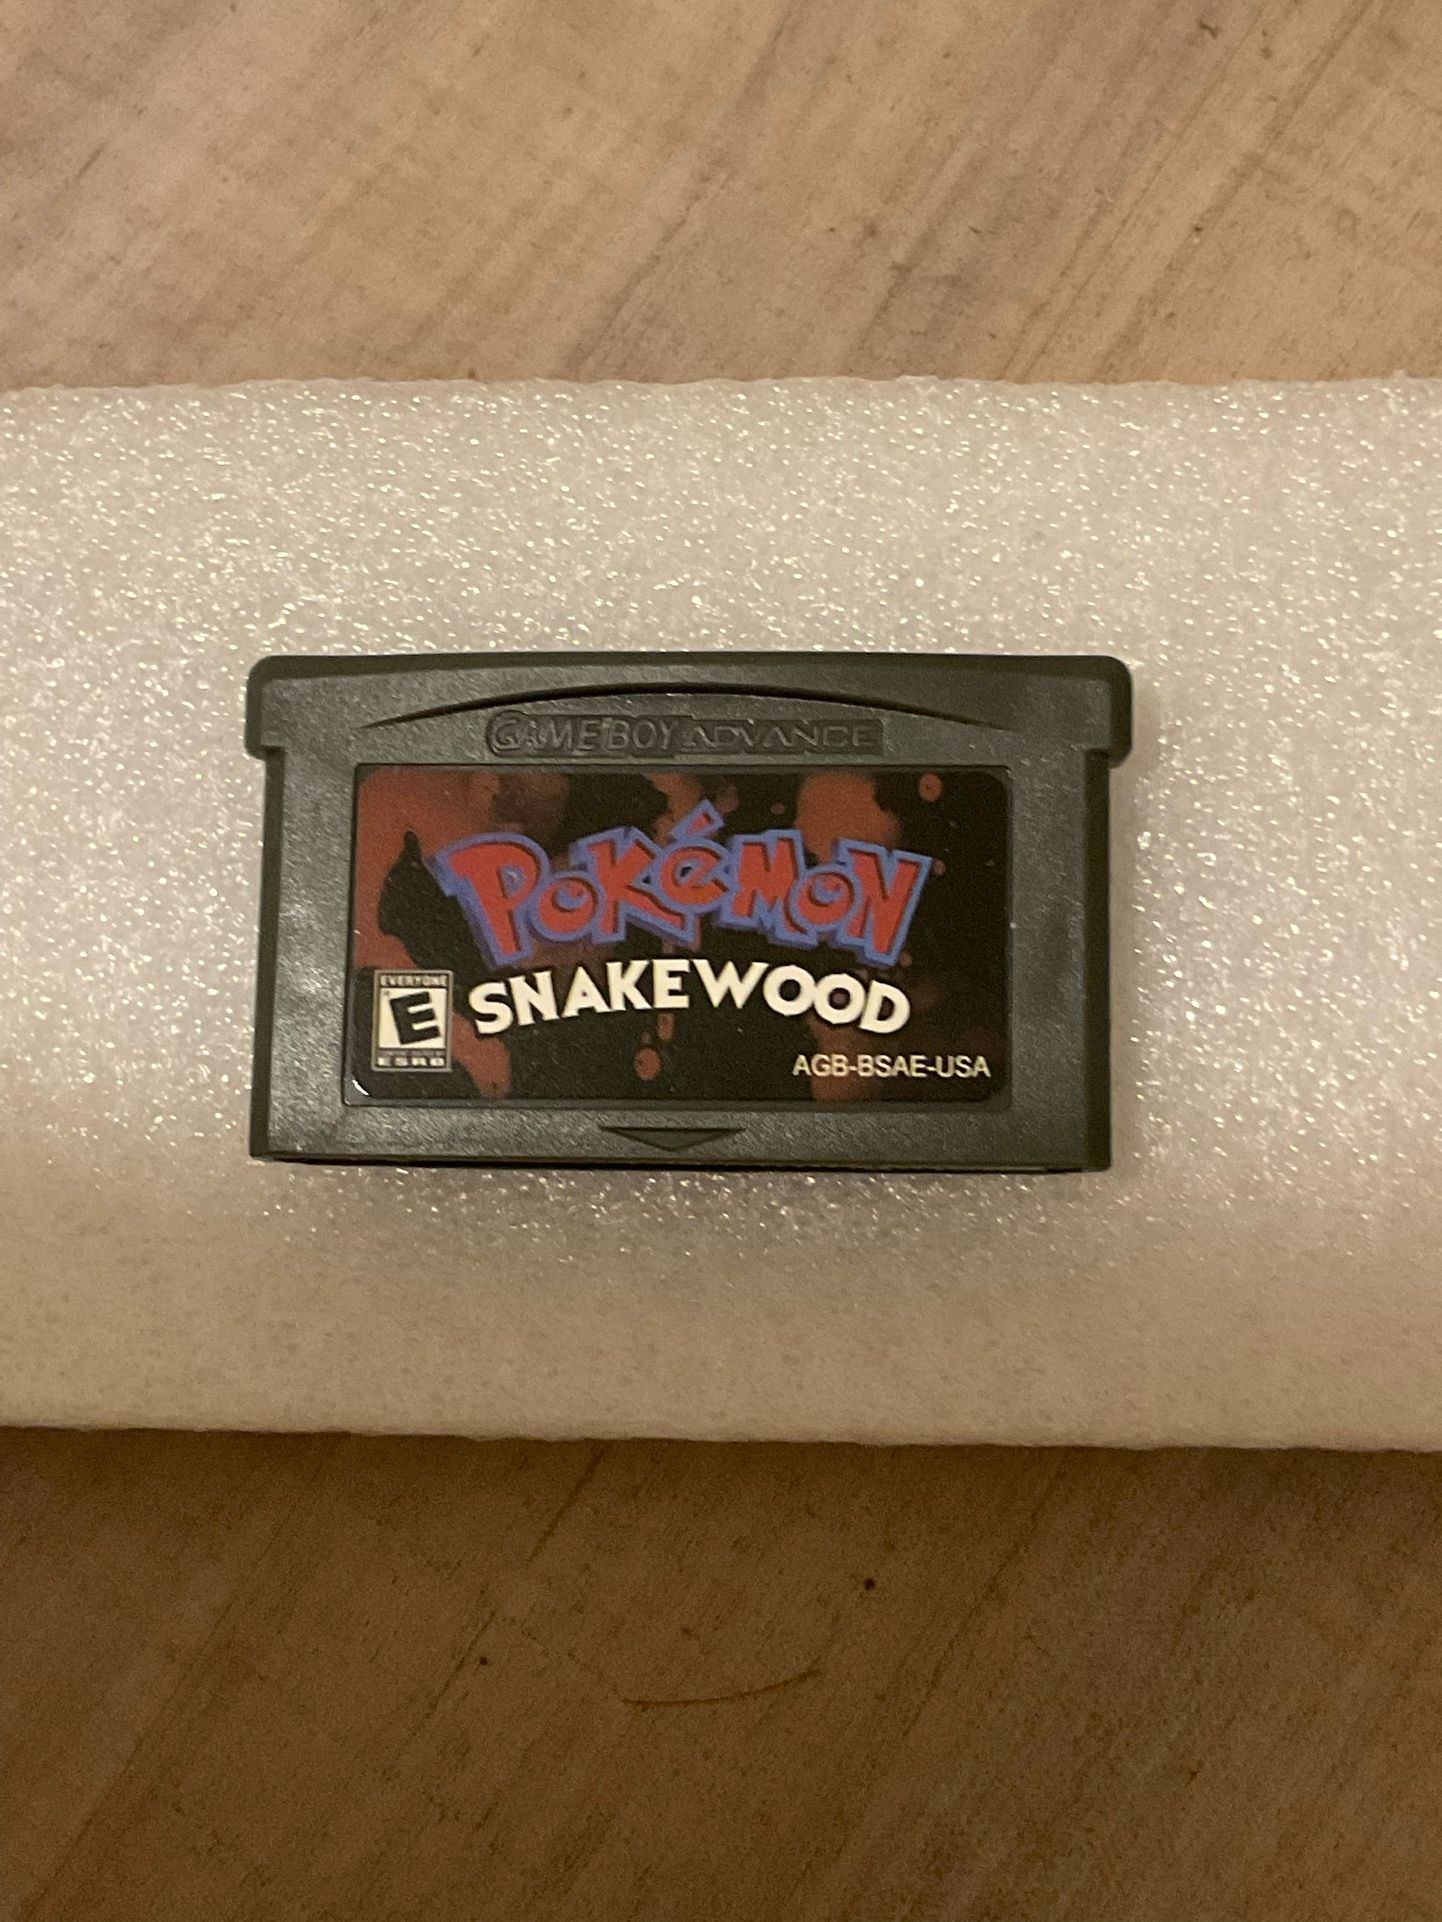 GAME BOY ADVANCE
POKéMON
SNAKEWOOD
EVERYONE
E
ESRB
AGB-BSAE-USA